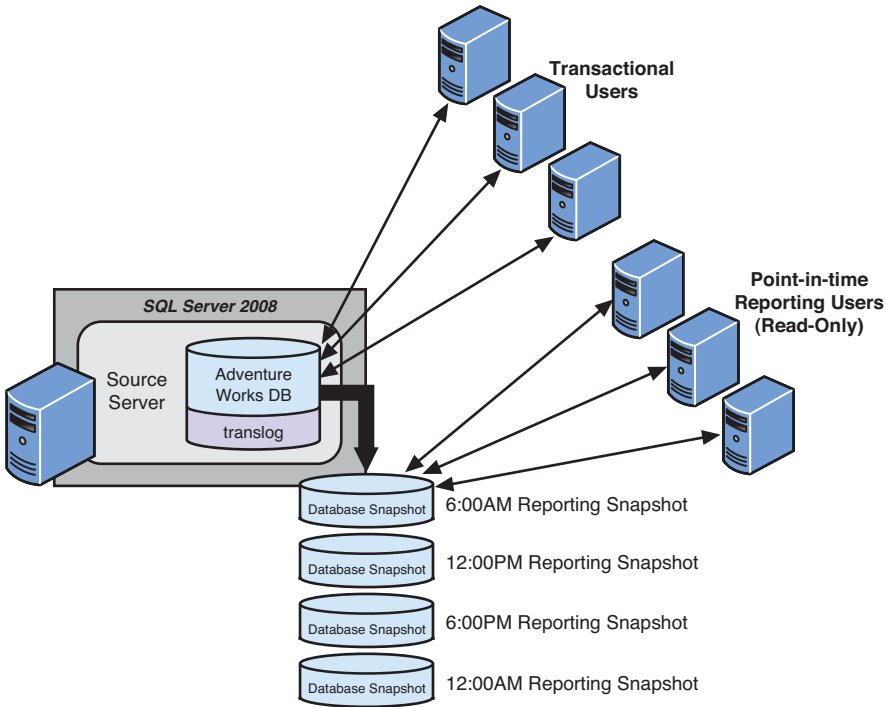 Transactional
Users
Point-in-time
Reporting Users
(Read-Only)
SQL Server 2008
Source
Server
Adventure
Works DB
translog
Database Snapshot
6:00AM Reporting Snapshot
Database Snapshot
12:00PM Reporting Snapshot
Database Snapshot
6:00PM Reporting Snapshot
Database Snapshot
12:00AM Reporting Snapshot